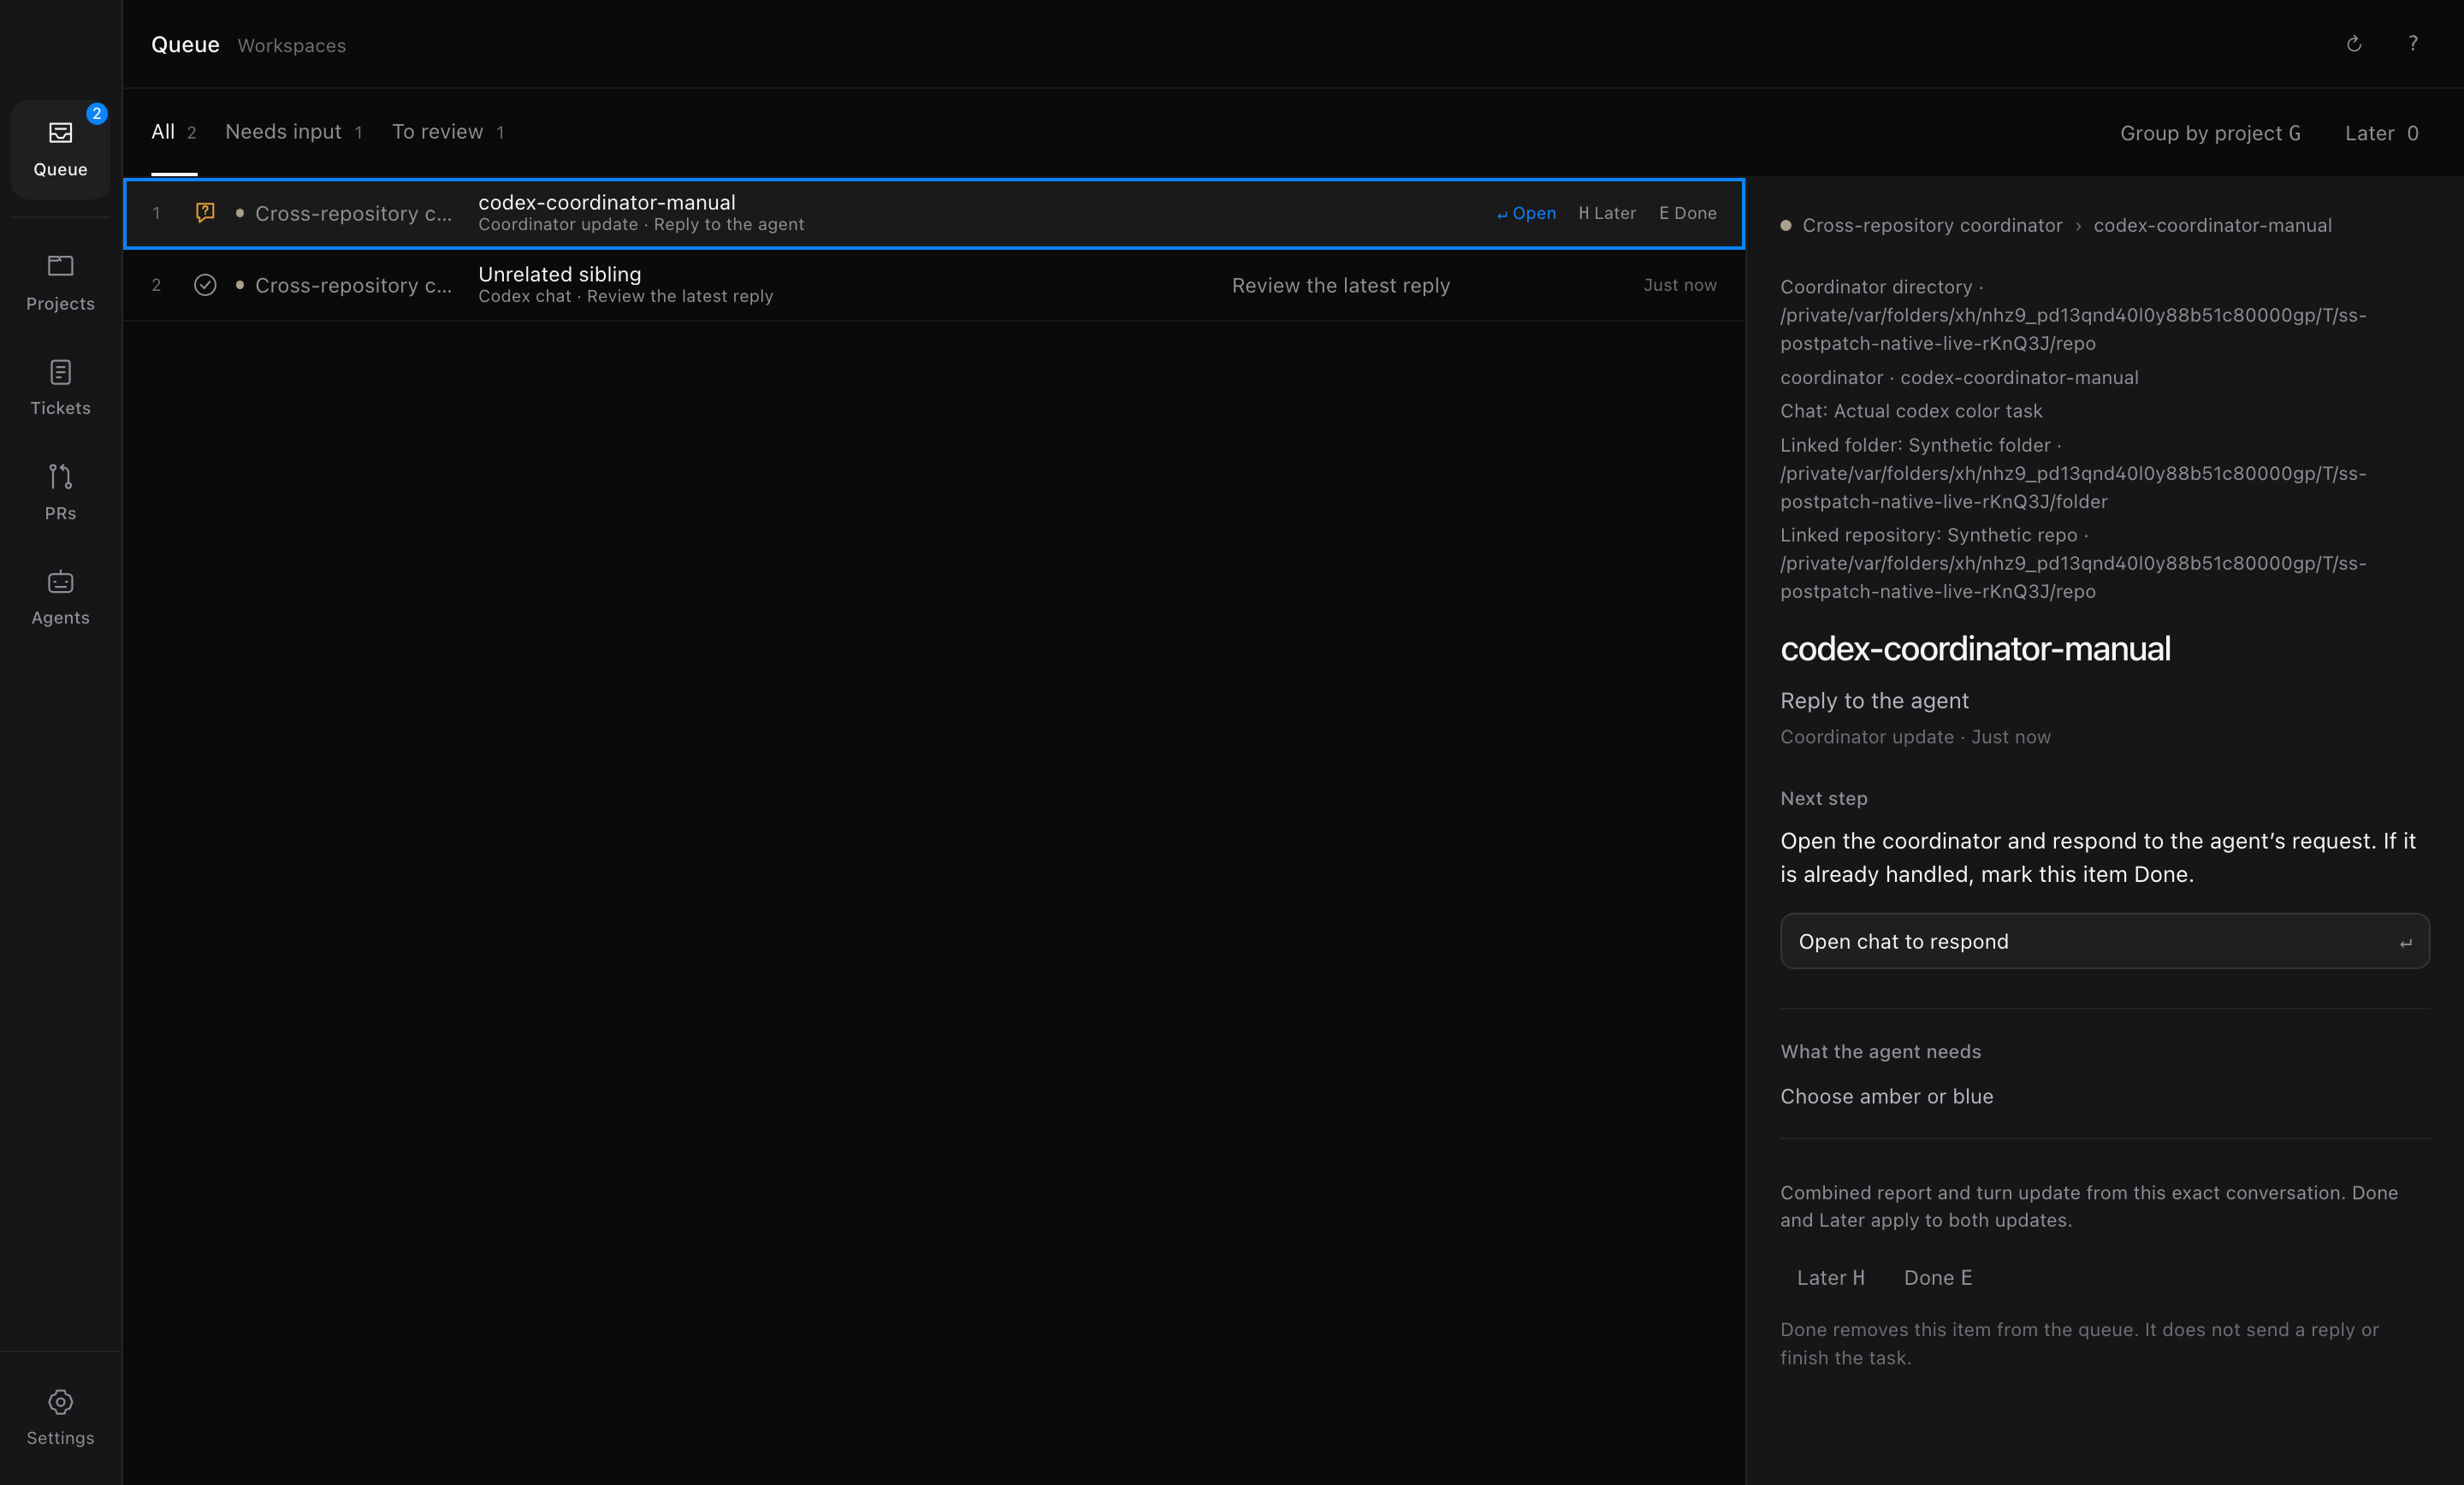 Queue Workspaces
?
2
Queue
Projects
Tickets
PRs
Agents
Settings
All 2 Needs input 1 To review 1
Group by project G Later 0
1 Cross-repository c... codex-coordinator-manual
Coordinator update · Reply to the agent
↵ Open H Later E Done
2 Cross-repository c... Unrelated sibling
Codex chat · Review the latest reply
Review the latest reply Just now
Cross-repository coordinator › codex-coordinator-manual
Coordinator directory ·
/private/var/folders/xh/nhz9_pd13qnd40l0y88b51c80000gp/T/ss-
postpatch-native-live-rKnQ3J/repo
coordinator · codex-coordinator-manual
Chat: Actual codex color task
Linked folder: Synthetic folder ·
/private/var/folders/xh/nhz9_pd13qnd40l0y88b51c80000gp/T/ss-
postpatch-native-live-rKnQ3J/folder
Linked repository: Synthetic repo ·
/private/var/folders/xh/nhz9_pd13qnd40l0y88b51c80000gp/T/ss-
postpatch-native-live-rKnQ3J/repo
codex-coordinator-manual
Reply to the agent
Coordinator update · Just now
Next step
Open the coordinator and respond to the agent’s request. If it
is already handled, mark this item Done.
Open chat to respond ↵
What the agent needs
Choose amber or blue
Combined report and turn update from this exact conversation. Done
and Later apply to both updates.
Later H Done E
Done removes this item from the queue. It does not send a reply or
finish the task.